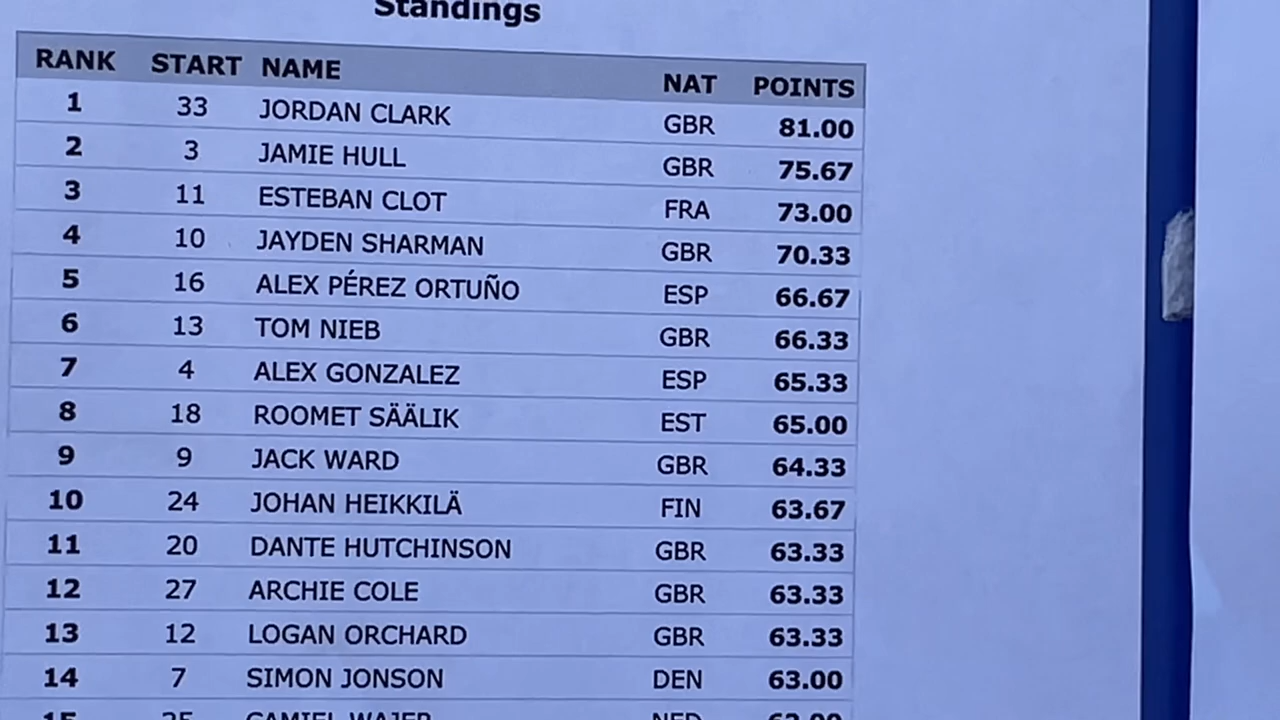 Standings
RANK START NAME NAT POINTS
1 33 JORDAN CLARK GBR 81.00
2 3 JAMIE HULL GBR 75.67
3 11 ESTEBAN CLOT FRA 73.00
4 10 JAYDEN SHARMAN GBR 70.33
5 16 ALEX PÉREZ ORTUÑO ESP 66.67
6 13 TOM NIEB GBR 66.33
7 4 ALEX GONZALEZ ESP 65.33
8 18 ROOMET SÄÄLIK EST 65.00
9 9 JACK WARD GBR 64.33
10 24 JOHAN HEIKKILÄ FIN 63.67
11 20 DANTE HUTCHINSON GBR 63.33
12 27 ARCHIE COLE GBR 63.33
13 12 LOGAN ORCHARD GBR 63.33
14 7 SIMON JONSON DEN 63.00
15 CAMIEL WAJER NED